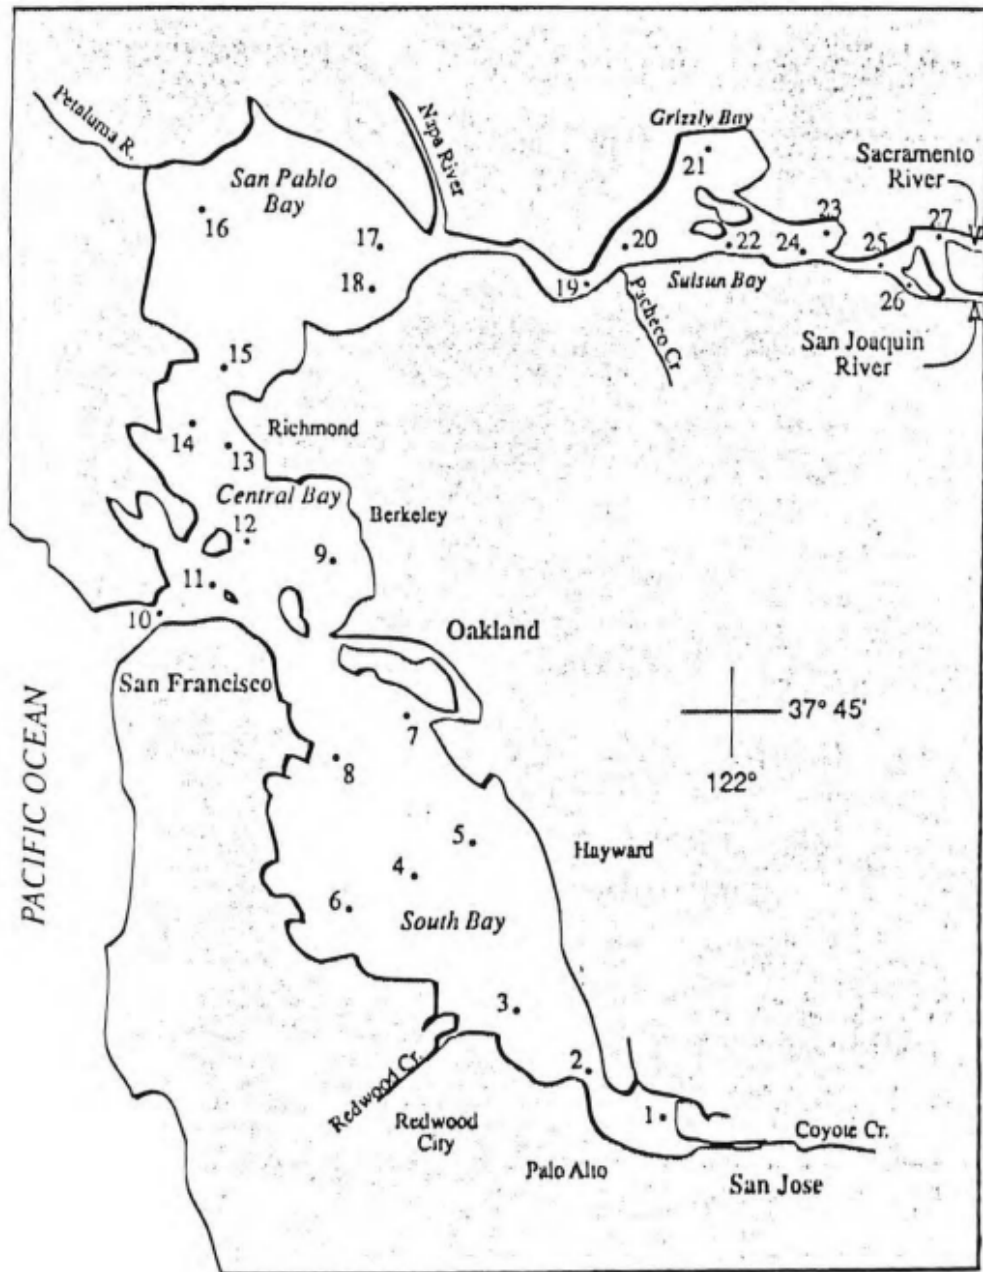 Petaluma R.
Napa River
Grizzly Bay
San Pablo
Bay
Sacramento
River
21
16
17
18
20
22
24
23
25
27
19
26
Suisun Bay
Pacheco Cr
San Joaquin
River
15
14
13
Richmond
Central Bay
12
Berkeley
9
11
10
Oakland
San Francisco
7
37° 45'
122°
8
PACIFIC OCEAN
5
Hayward
4
6
South Bay
3
2
Redwood Cr.
Redwood
City
1
Coyote Cr.
Palo Alto
San Jose